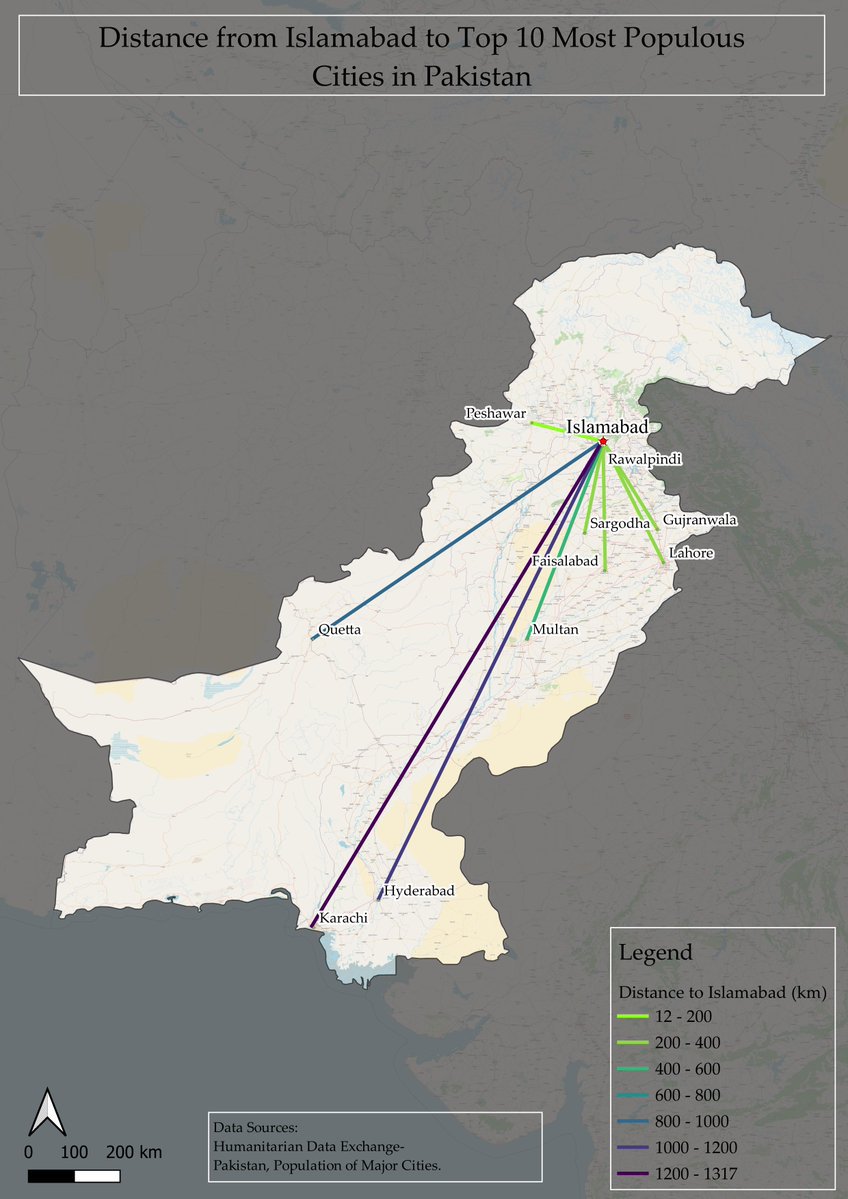 Distance from Islamabad to Top 10 Most Populous
Cities in Pakistan
Peshawar
Islamabad
Rawalpindi
Sargodha
Gujranwala
Lahore
Faisalabad
Quetta
Multan
Hyderabad
Karachi
Legend
Distance to Islamabad (km)
12 - 200
200 - 400
400 - 600
600 - 800
800 - 1000
1000 - 1200
1200 - 1317
0 100 200 km
Data Sources:
Humanitarian Data Exchange-
Pakistan, Population of Major Cities.